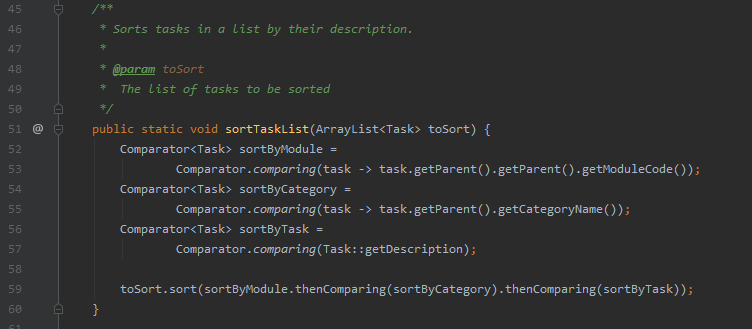 45 /**
46 * Sorts tasks in a list by their description.
47 *
48 * @param toSort
49 *  The list of tasks to be sorted
50 */
51 @ public static void sortTaskList(ArrayList<Task> toSort) {
52 Comparator<Task> sortByModule =
53 Comparator.comparing(task -> task.getParent().getParent().getModuleCode());
54 Comparator<Task> sortByCategory =
55 Comparator.comparing(task -> task.getParent().getCategoryName());
56 Comparator<Task> sortByTask =
57 Comparator.comparing(Task::getDescription);
58
59 toSort.sort(sortByModule.thenComparing(sortByCategory).thenComparing(sortByTask));
60 }